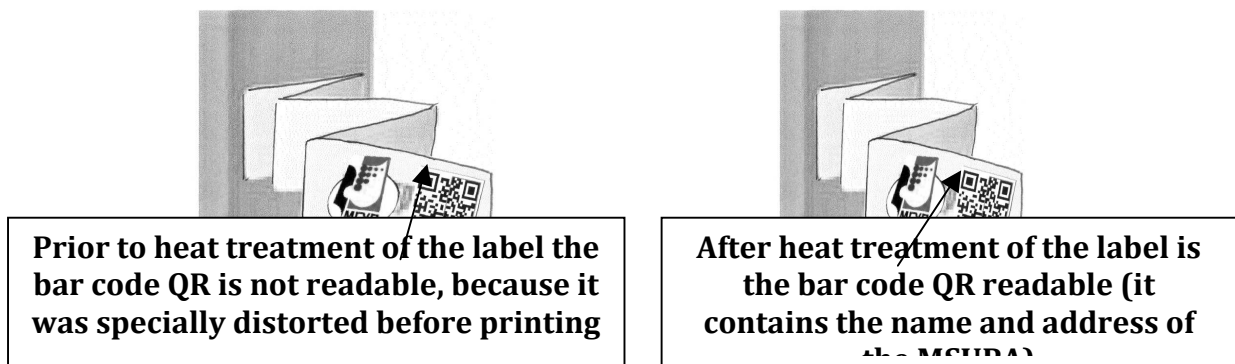 Prior to heat treatment of the label the
bar code QR is not readable, because it
was specially distorted before printing
After heat treatment of the label is
the bar code QR readable (it
contains the name and address of
the MSUBA)